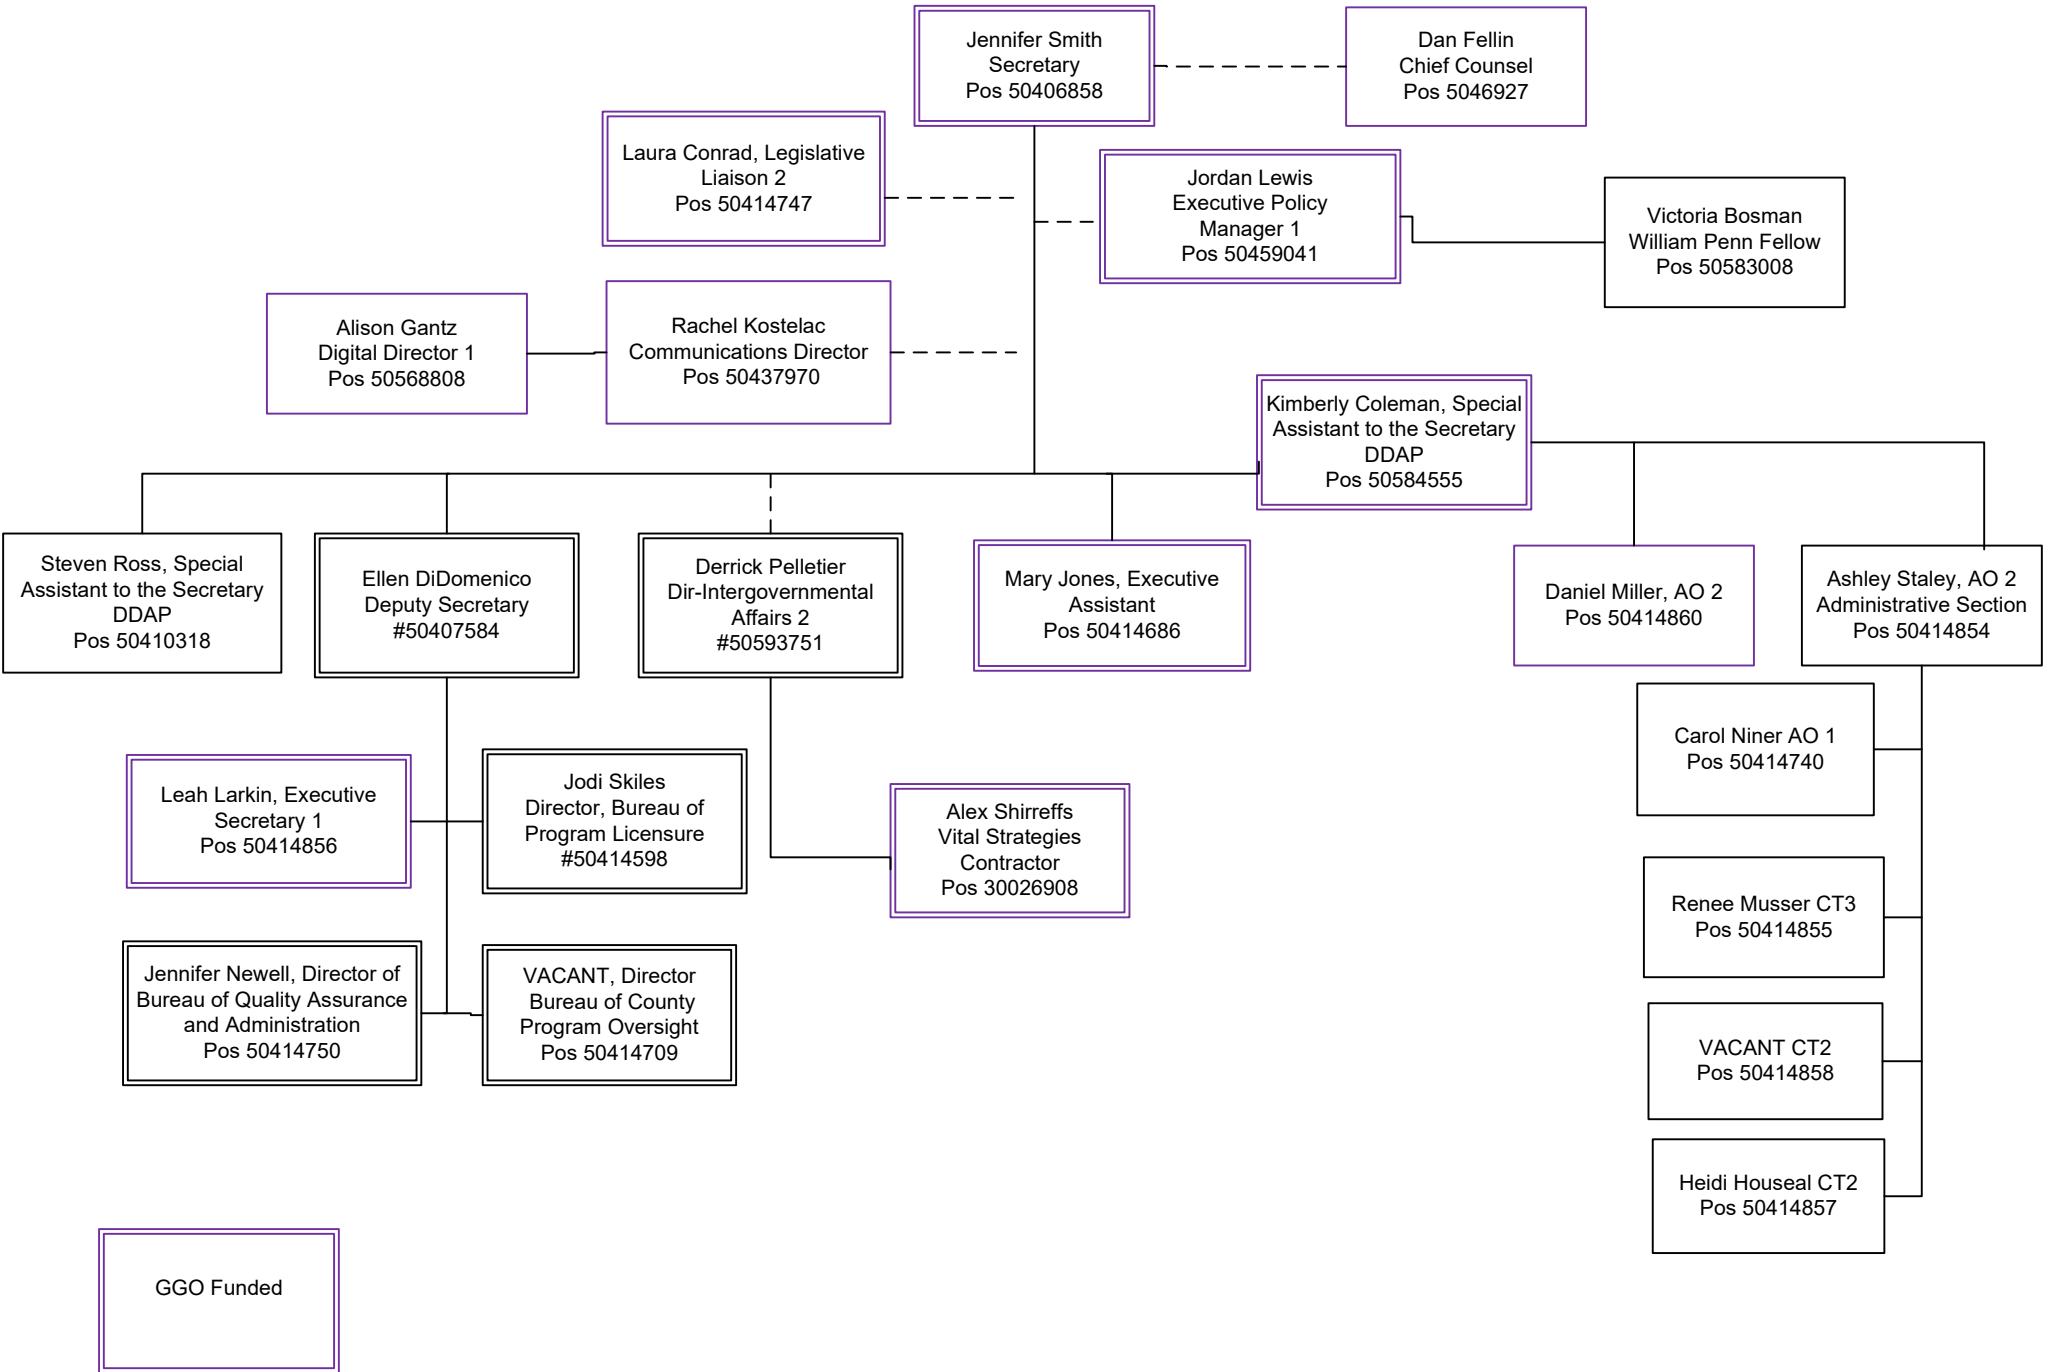 Jennifer Smith
Secretary
Pos 50406858
Dan Fellin
Chief Counsel
Pos 5046927
Laura Conrad, Legislative
Liaison 2
Pos 50414747
Jordan Lewis
Executive Policy
Manager 1
Pos 50459041
Victoria Bosman
William Penn Fellow
Pos 50583008
Alison Gantz
Digital Director 1
Pos 50568808
Rachel Kostelac
Communications Director
Pos 50437970
Kimberly Coleman, Special
Assistant to the Secretary
DDAP
Pos 50584555
Steven Ross, Special
Assistant to the Secretary
DDAP
Pos 50410318
Ellen DiDomenico
Deputy Secretary
#50407584
Derrick Pelletier
Dir-Intergovernmental
Affairs 2
#50593751
Mary Jones, Executive
Assistant
Pos 50414686
Daniel Miller, AO 2
Pos 50414860
Ashley Staley, AO 2
Administrative Section
Pos 50414854
Carol Niner AO 1
Pos 50414740
Leah Larkin, Executive
Secretary 1
Pos 50414856
Jodi Skiles
Director, Bureau of
Program Licensure
#50414598
Alex Shirreffs
Vital Strategies
Contractor
Pos 30026908
Renee Musser CT3
Pos 50414855
Jennifer Newell, Director of
Bureau of Quality Assurance
and Administration
Pos 50414750
VACANT, Director
Bureau of County
Program Oversight
Pos 50414709
VACANT CT2
Pos 50414858
Heidi Houseal CT2
Pos 50414857
GGO Funded